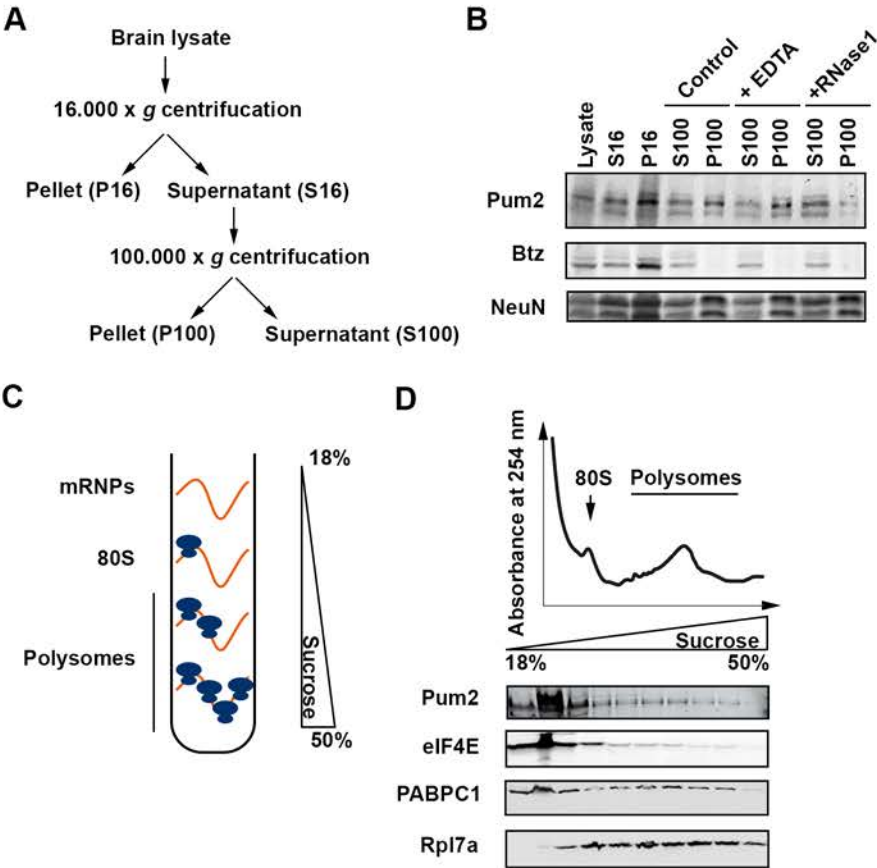 A
Brain lysate
16.000 x g centrifucation
Pellet (P16) Supernatant (S16)
100.000 x g centrifucation
Pellet (P100) Supernatant (S100)
B
Control + EDTA +RNase1
Lysate S16 P16 S100 P100 S100 P100 S100 P100
Pum2
Btz
NeuN
C
18%
mRNPs
80S
Polysomes
Sucrose
50%
D
Absorbance at 254 nm
80S Polysomes
Sucrose
18% 50%
Pum2
eIF4E
PABPC1
Rpl7a